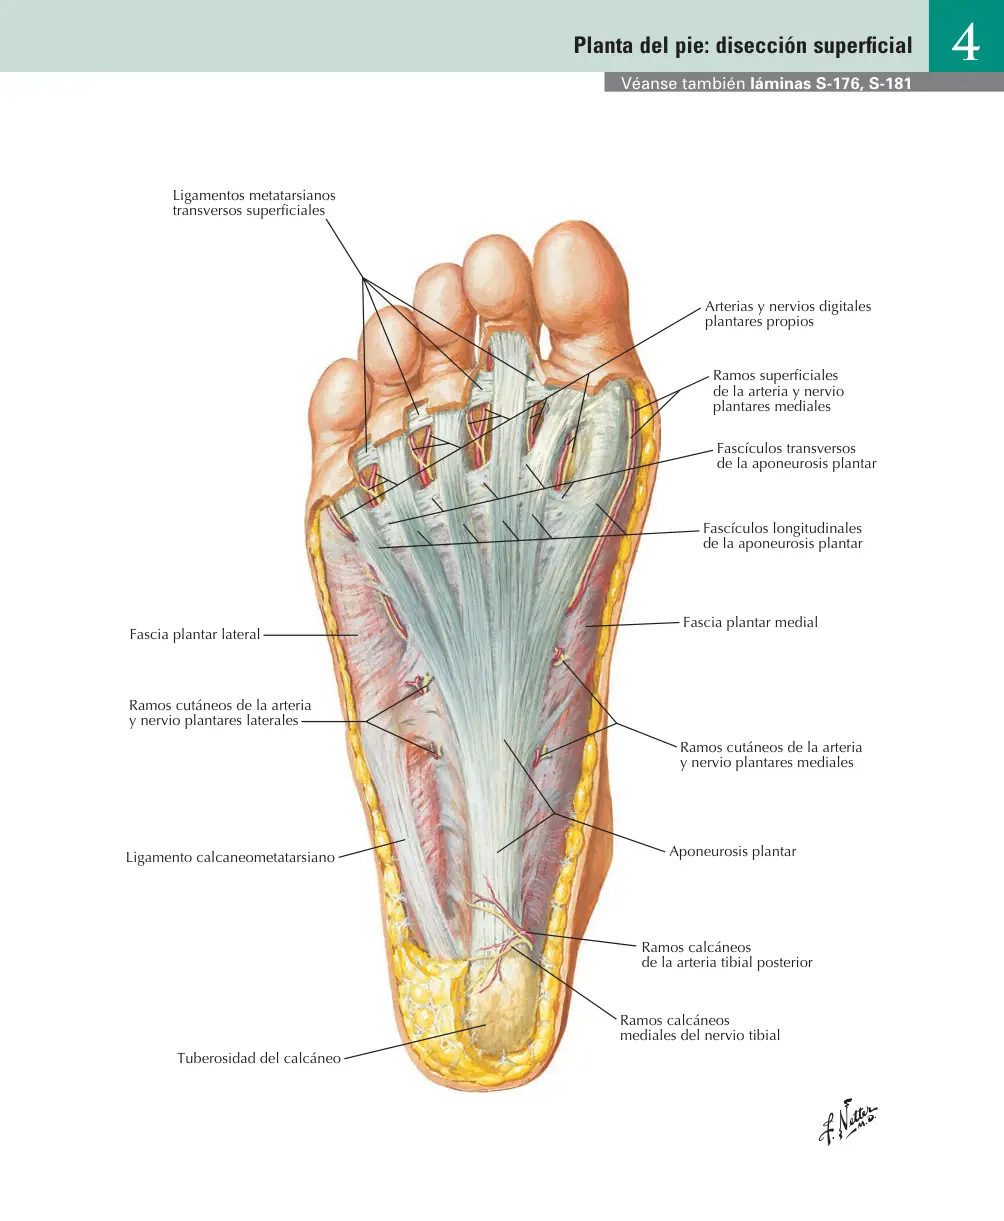 Planta del pie: disección superficial
4
Véanse también láminas S-176, S-181
Ligamentos metatarsianos
transversos superficiales
Arterias y nervios digitales
plantares propios
Ramos superficiales
de la arteria y nervio
plantares mediales
Fascículos transversos
de la aponeurosis plantar
Fascículos longitudinales
de la aponeurosis plantar
Fascia plantar medial
Fascia plantar lateral
Ramos cutáneos de la arteria
y nervio plantares laterales
Ramos cutáneos de la arteria
y nervio plantares mediales
Aponeurosis plantar
Ligamento calcaneometatarsiano
Ramos calcáneos
de la arteria tibial posterior
Ramos calcáneos
mediales del nervio tibial
Tuberosidad del calcáneo
F. Netter
M.D.